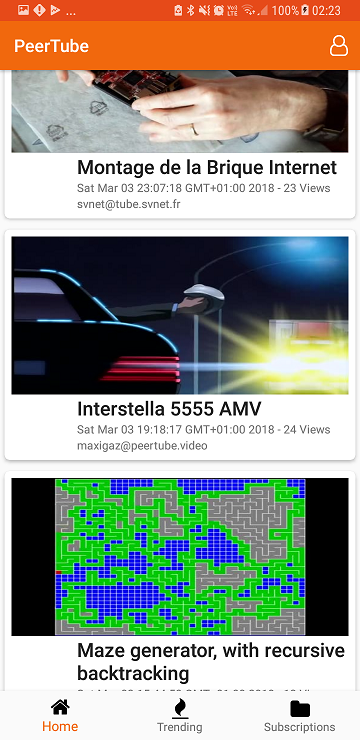 ... VoI) LTE 100% 02:23
PeerTube
Montage de la Brique Internet
Sat Mar 03 23:07:18 GMT+01:00 2018 - 23 Views
svnet@tube.svnet.fr
Interstella 5555 AMV
Sat Mar 03 19:18:17 GMT+01:00 2018 - 24 Views
maxigaz@peertube.video
Maze generator, with recursive
backtracking
Home Trending Subscriptions